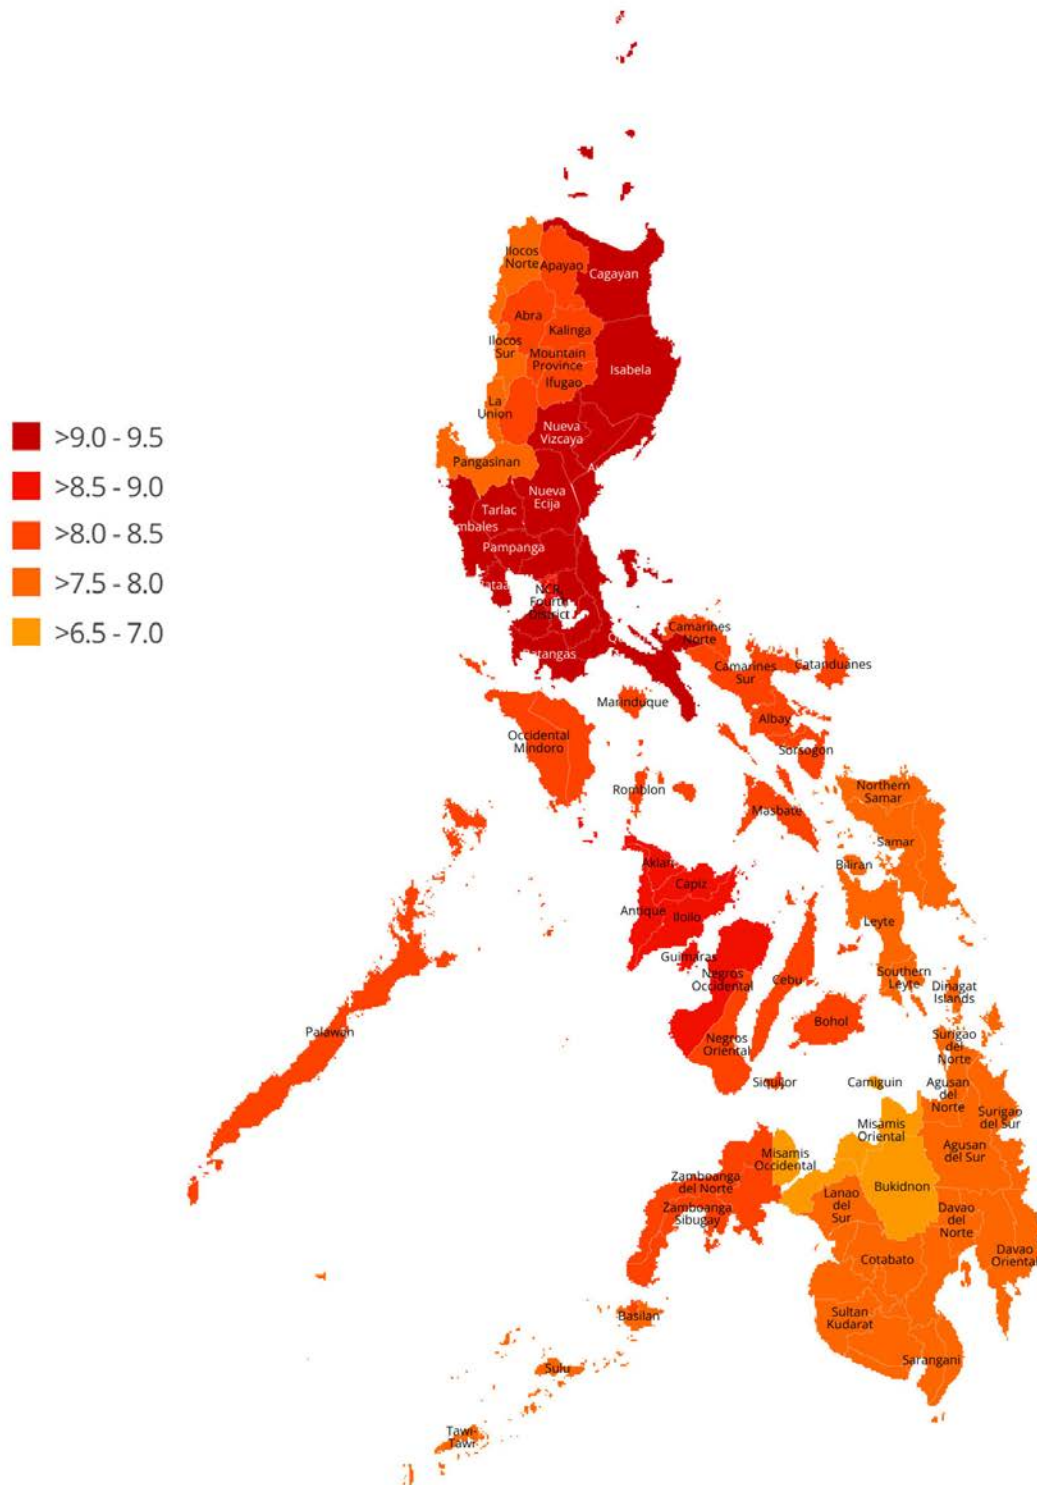 Ilocos
Norte
Apayao
Cagayan
Abra
Kalinga
Ilocos
Sur
Mountain
Province
Ifugao
Isabela
>9.0 - 9.5
>8.5 - 9.0
>8.0 - 8.5
>7.5 - 8.0
>6.5 - 7.0
La
Union
Nueva
Vizcaya
Pangasinan
Nueva
Ecija
Tarlac
mbales
Pampanga
NCR,
Fourth
District
Batangas
Camarines
Norte
Camarines
Sur
Catanduanes
Marinduque
Albay
Sorsogon
Occidental
Mindoro
Romblon
Masbate
Northern
Samar
Samar
Biliran
Aklan
Capiz
Antique
Iloilo
Leyte
Guimaras
Negros
Occidental
Cebu
Southern
Leyte
Dinagat
Islands
Bohol
Palawan
Negros
Oriental
Surigao
del
Norte
Siquijor
Camiguin
Agusan
del
Norte
Surigao
del Sur
Misamis
Oriental
Misamis
Occidental
Agusan
del Sur
Zamboanga
del Norte
Bukidnon
Lanao
del
Sur
Zamboanga
Sibugay
Davao
del
Norte
Davao
Oriental
Cotabato
Basilan
Sultan
Kudarat
Sarangani
Sulu
Tawi-
Tawi